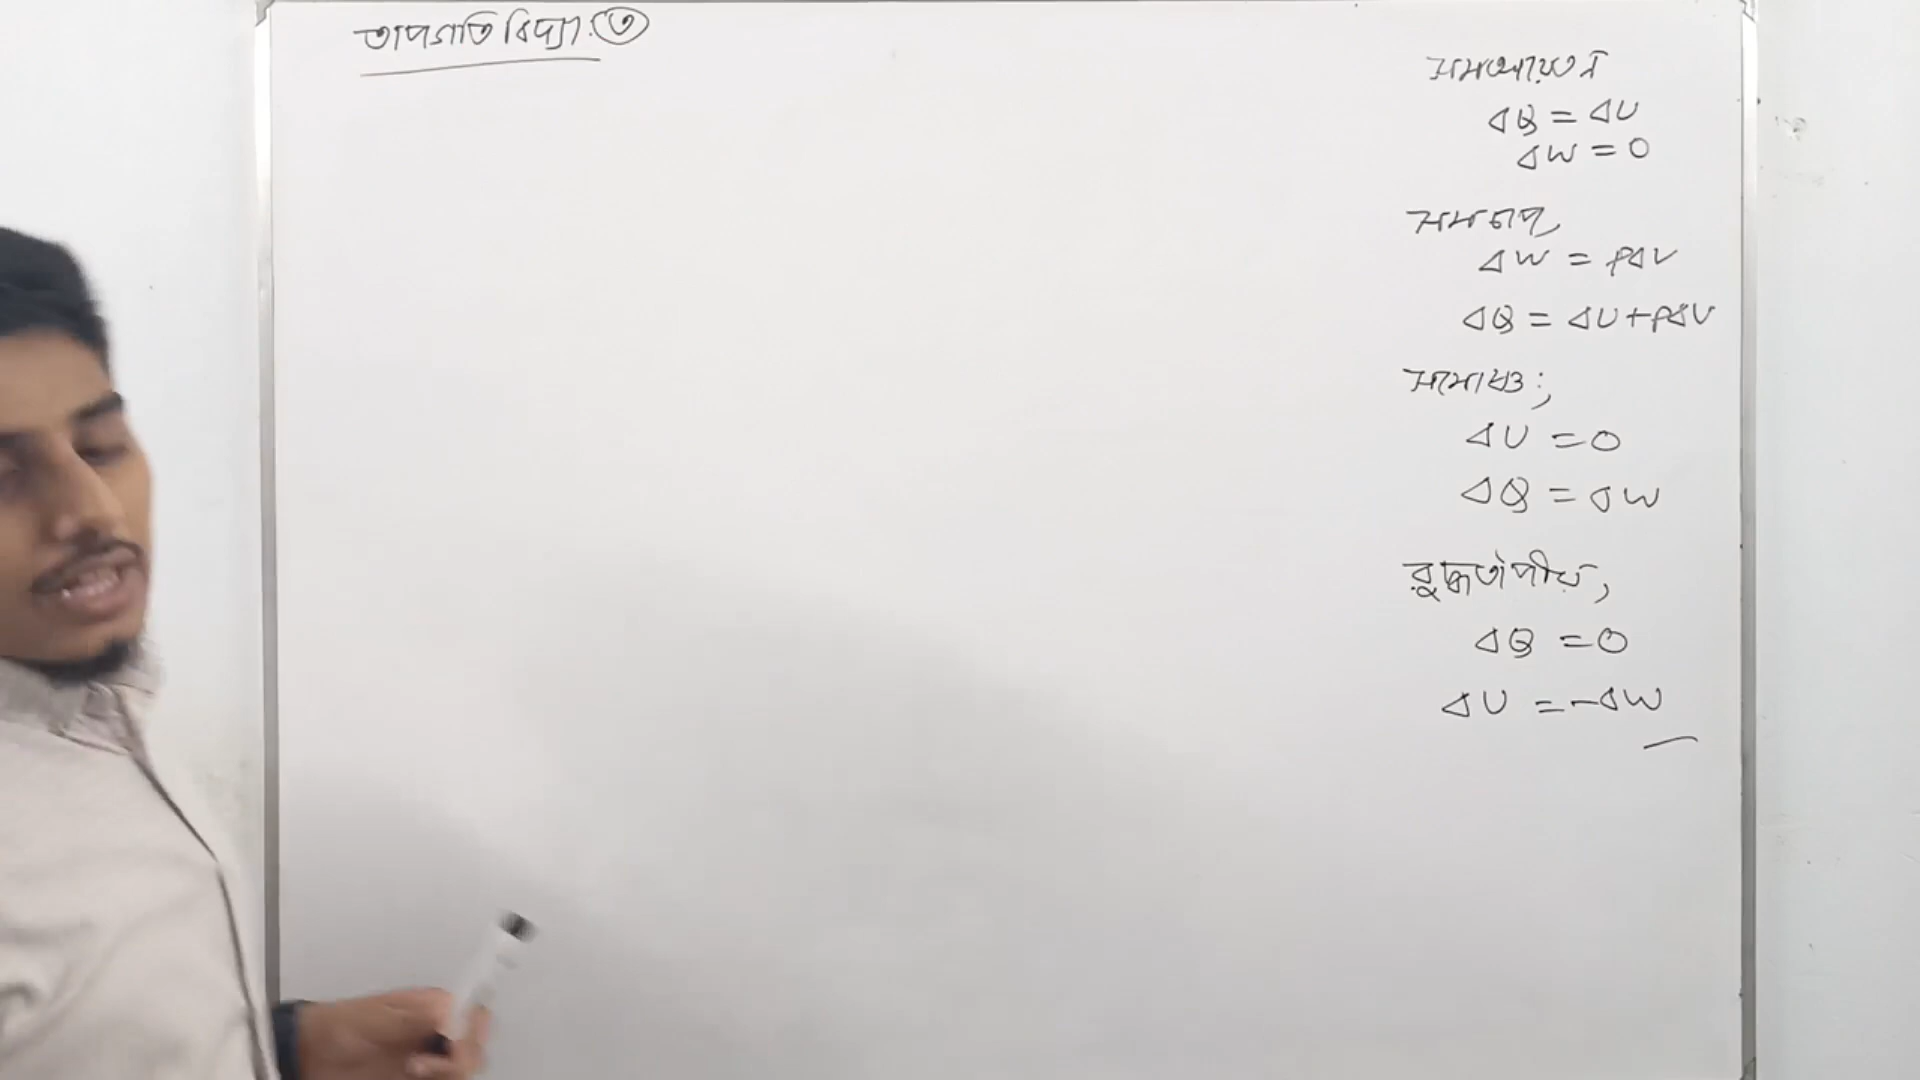 তাপগতি বিদ্যা: ৩
সমআয়তন
ΔQ = ΔU
ΔW = 0
সমচাপ,
ΔW = PΔV
ΔQ = ΔU+PΔV
সমোষ্ণ;
ΔU = 0
ΔQ = ΔW
রুদ্ধতাপীয়,
ΔQ = 0
ΔU = -ΔW